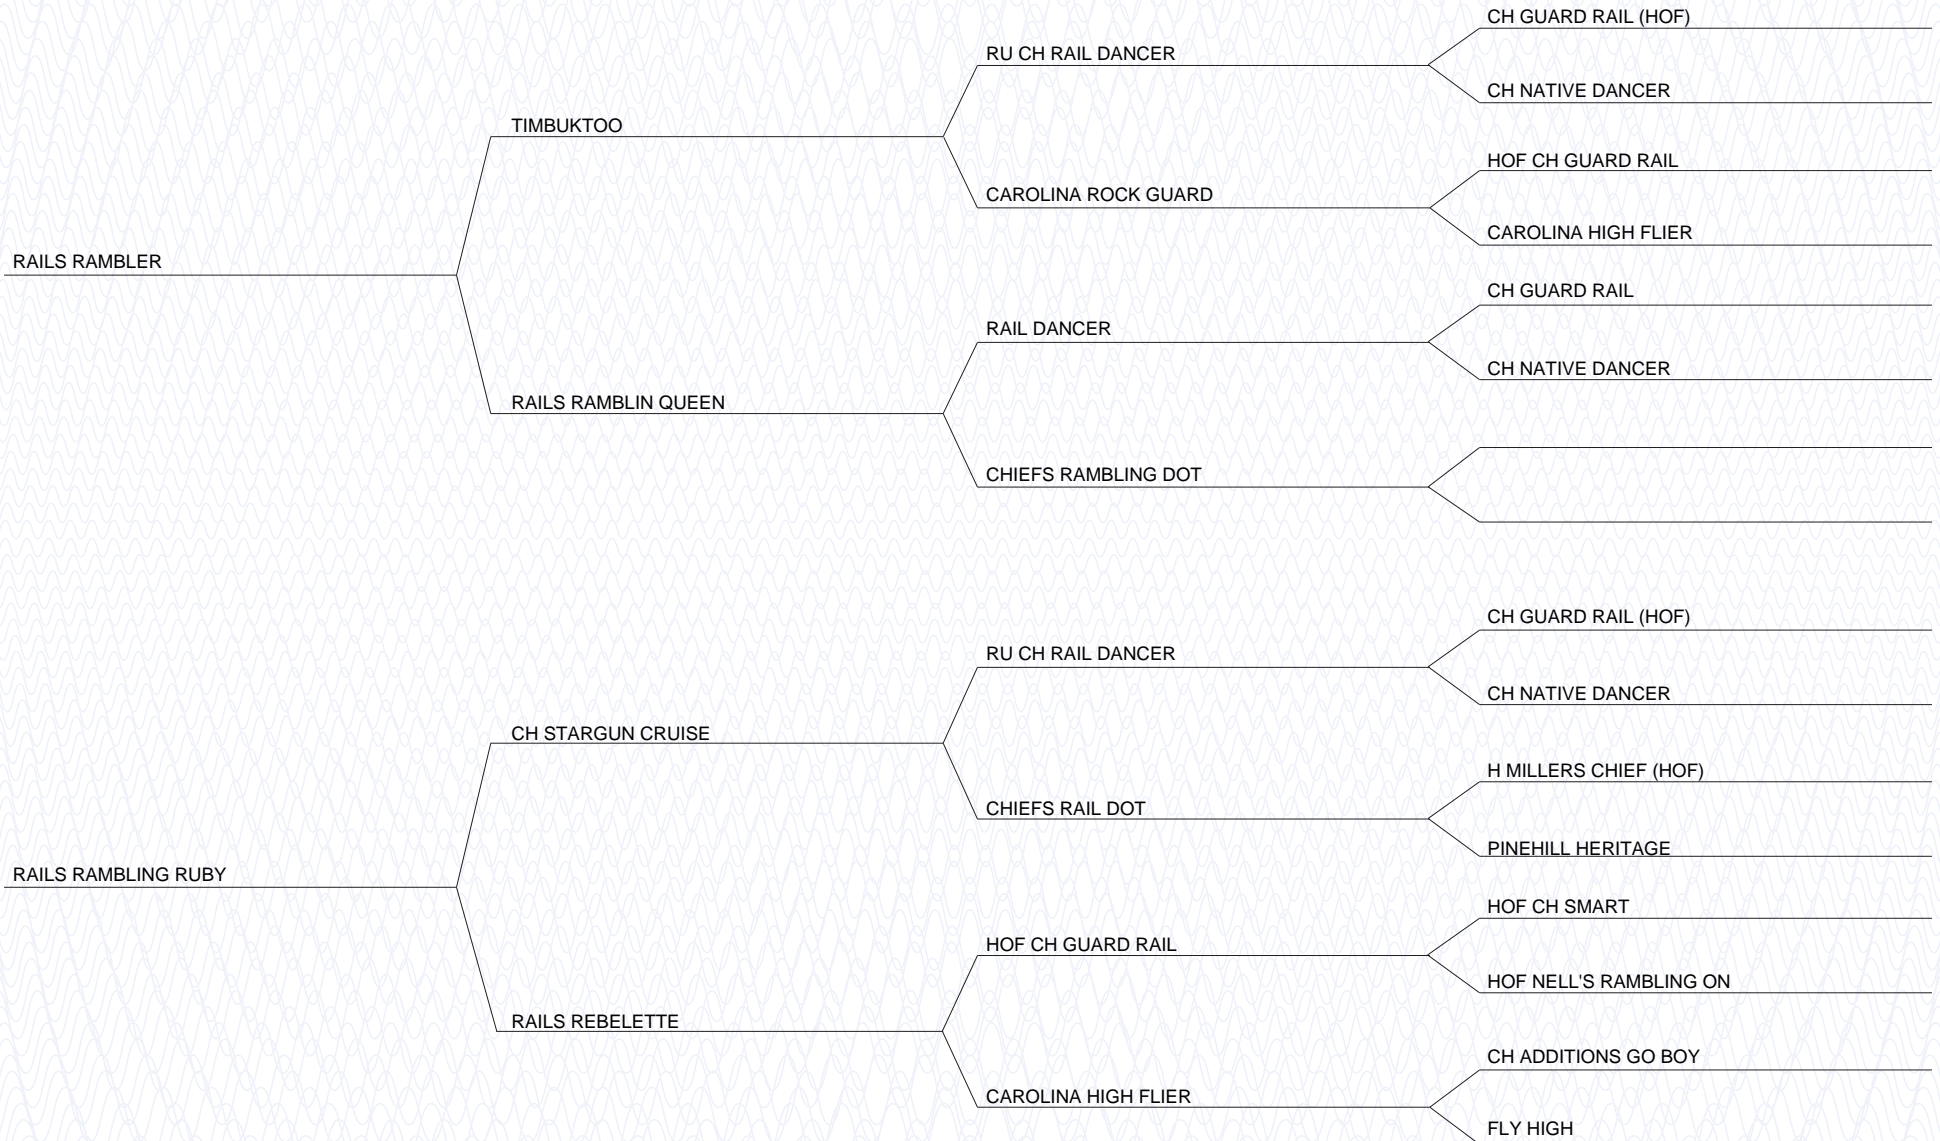 CH GUARD RAIL (HOF)
RU CH RAIL DANCER
CH NATIVE DANCER
TIMBUKTOO
HOF CH GUARD RAIL
CAROLINA ROCK GUARD
CAROLINA HIGH FLIER
RAILS RAMBLER
CH GUARD RAIL
RAIL DANCER
CH NATIVE DANCER
RAILS RAMBLIN QUEEN
CHIEFS RAMBLING DOT
CH GUARD RAIL (HOF)
RU CH RAIL DANCER
CH NATIVE DANCER
CH STARGUN CRUISE
H MILLERS CHIEF (HOF)
CHIEFS RAIL DOT
PINEHILL HERITAGE
RAILS RAMBLING RUBY
HOF CH SMART
HOF CH GUARD RAIL
HOF NELL'S RAMBLING ON
RAILS REBELETTE
CH ADDITIONS GO BOY
CAROLINA HIGH FLIER
FLY HIGH